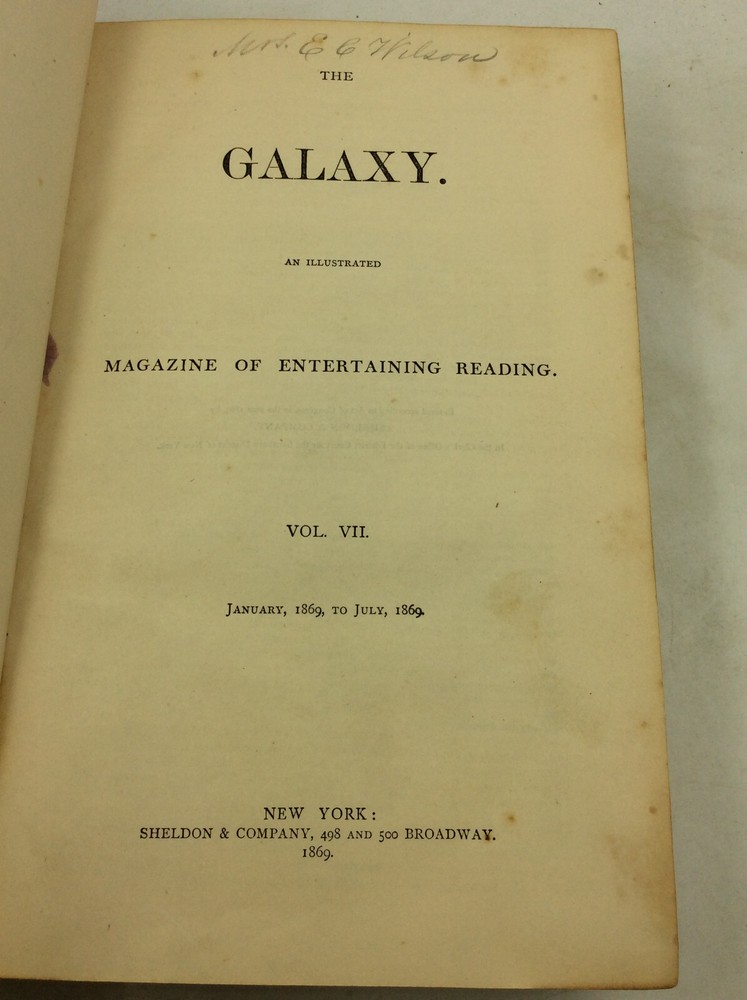 Mrs. E C Wilson
THE
GALAXY.
AN ILLUSTRATED
MAGAZINE OF ENTERTAINING READING.
VOL. VII.
JANUARY, 1869, TO JULY, 1869.
NEW YORK:
SHELDON & COMPANY, 498 AND 500 BROADWAY.
1869.